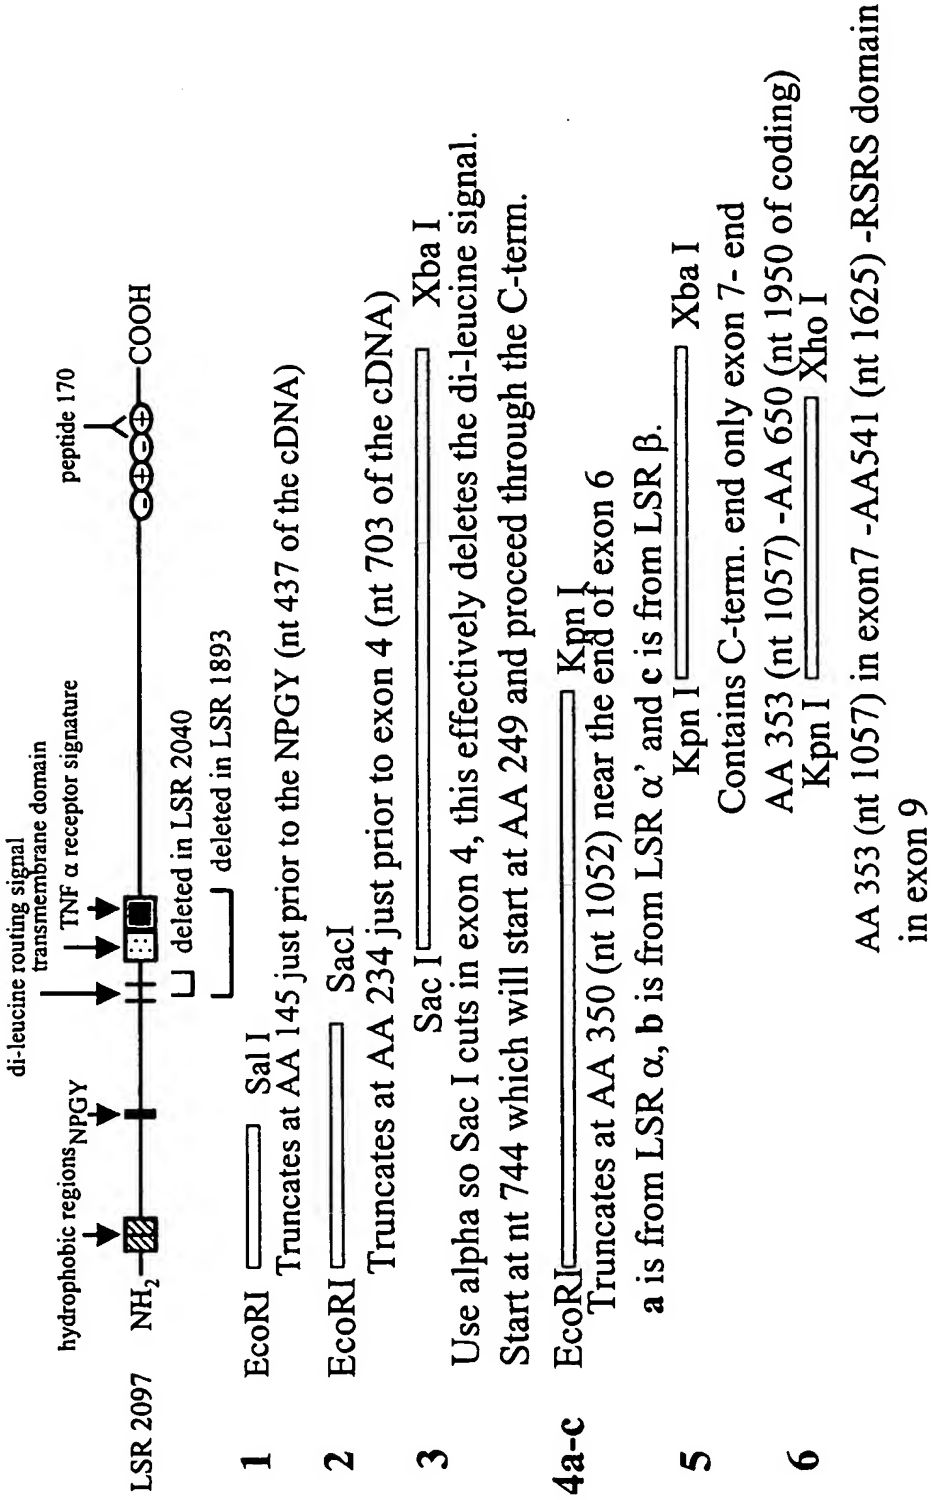 di-leucine routing signal
transmembrane domain
TNF α receptor signature
peptide 170
hydrophobic regions
NPGY
LSR 2097 NH2 - + - + COOH
deleted in LSR 2040
deleted in LSR 1893
1 EcoRI Sal I
Truncates at AA 145 just prior to the NPGY (nt 437 of the cDNA)
2 EcoRI SacI
Truncates at AA 234 just prior to exon 4 (nt 703 of the cDNA)
3 Sac I Xba I
Use alpha so Sac I cuts in exon 4, this effectively deletes the di-leucine signal.
Start at nt 744 which will start at AA 249 and proceed through the C-term.
4a-c EcoRI Kpn I
Truncates at AA 350 (nt 1052) near the end of exon 6
a is from LSR α, b is from LSR α' and c is from LSR β.
5 Kpn I Xba I
Contains C-term. end only exon 7- end
AA 353 (nt 1057) -AA 650 (nt 1950 of coding)
6 Kpn I Xho I
AA 353 (nt 1057) in exon7 -AA541 (nt 1625) -RSRS domain
in exon 9